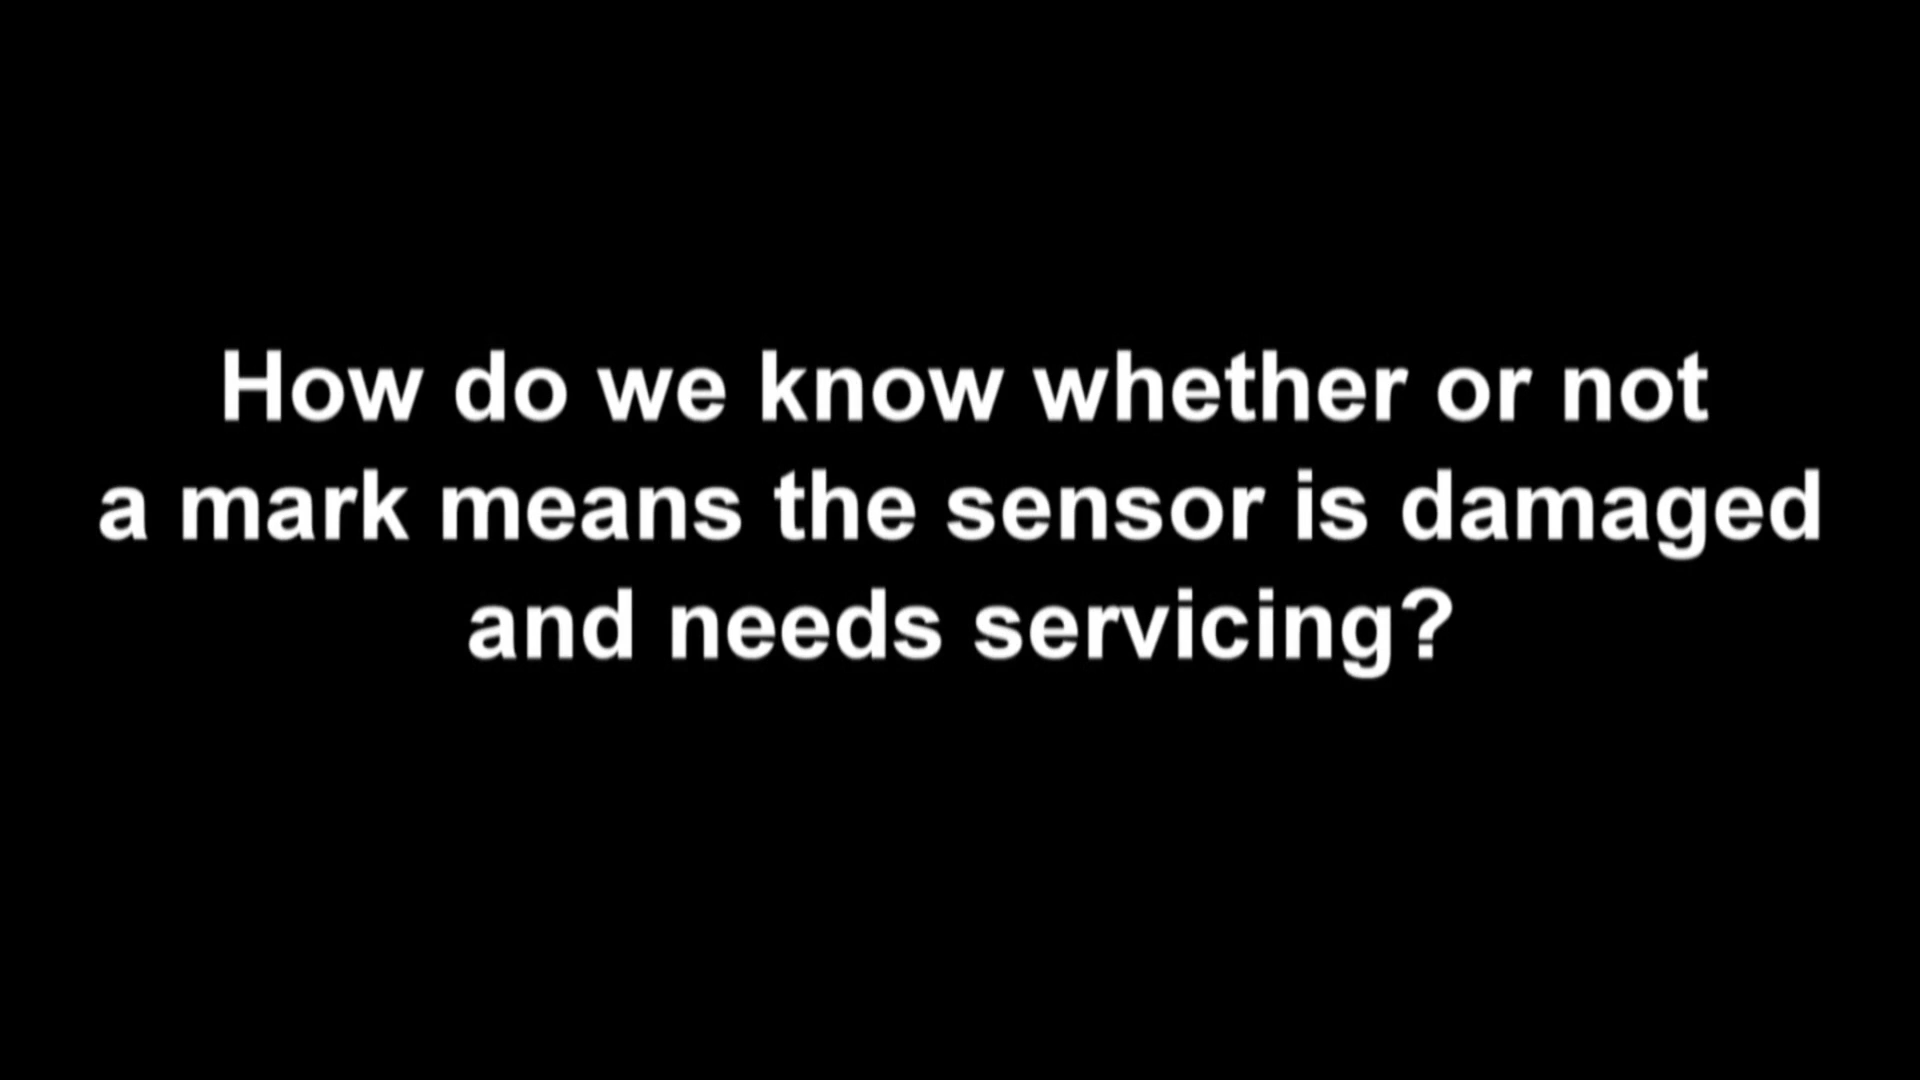 How do we know whether or not
a mark means the sensor is damaged
and needs servicing?